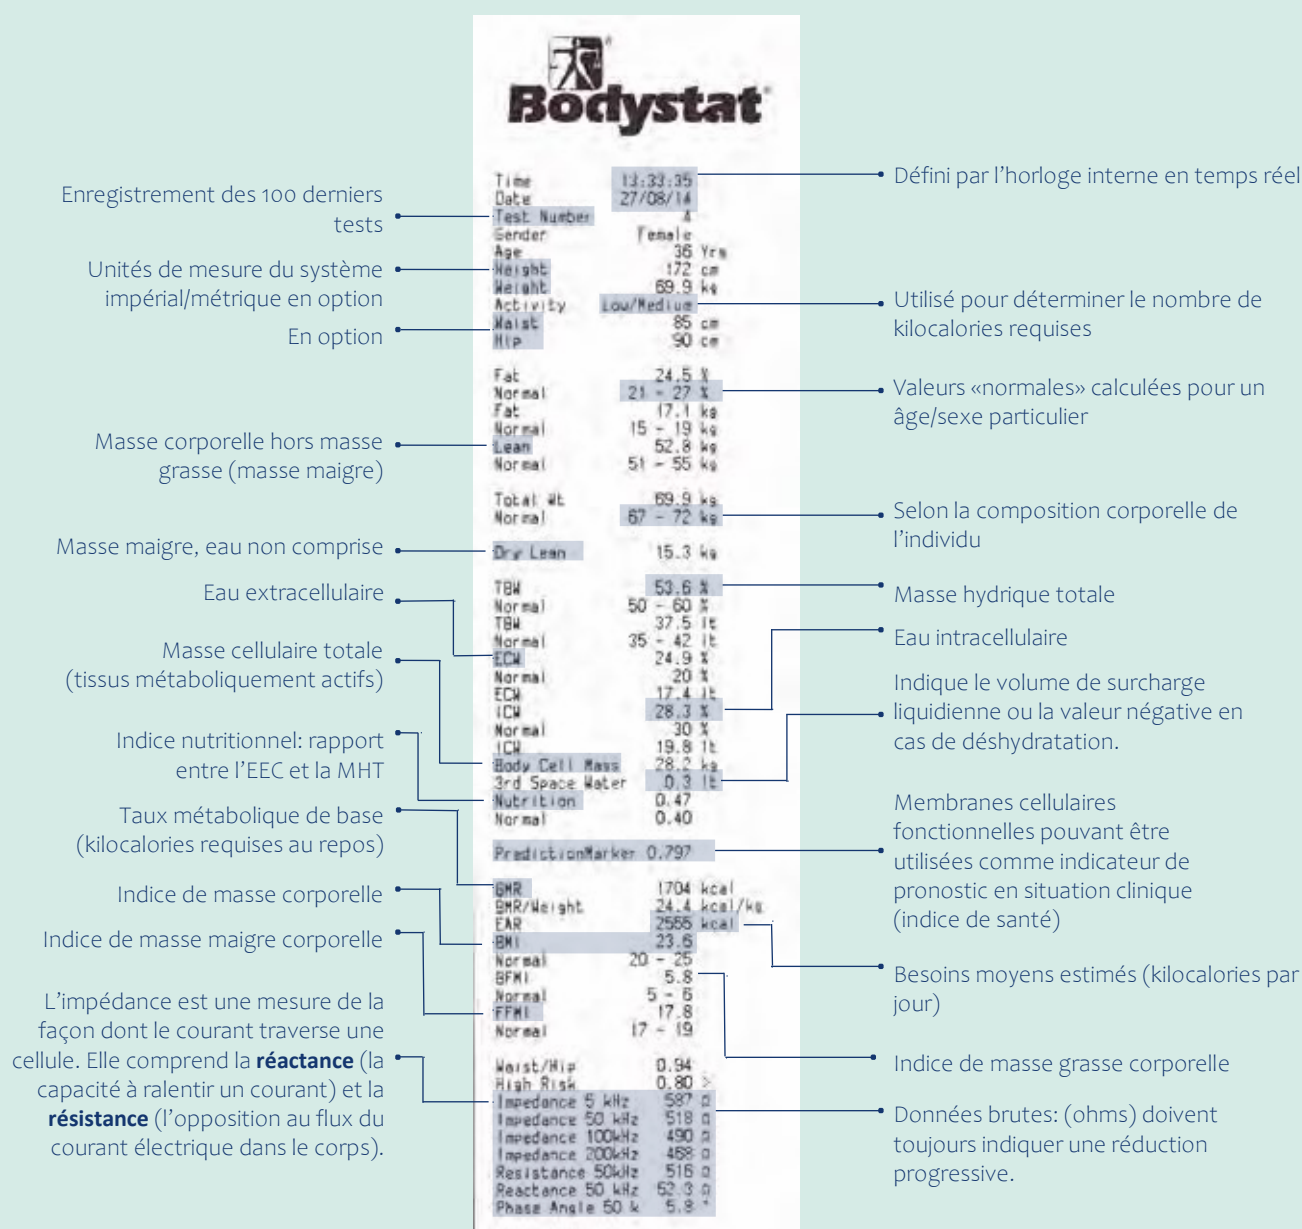 Bodystat®
Time 13:33:35
Date 27/08/14
Test Number 4
Gender Female
Age 36 Yrs
Height 172 cm
Weight 69.9 kg
Activity Low/Medium
Waist 85 cm
Hip 90 cm
Fat 24.5 %
Normal 21 - 27 %
Fat 17.1 kg
Normal 15 - 19 kg
Lean 52.8 kg
Normal 51 - 55 kg
Total Wt 69.9 kg
Normal 67 - 72 kg
Dry Lean 15.3 kg
TBW 53.6 %
Normal 50 - 60 %
TBW 37.5 lt
Normal 35 - 42 lt
ECW 24.9 %
Normal 20 %
ECW 17.4 lt
ICW 28.3 %
Normal 30 %
ICW 19.8 lt
Body Cell Mass 28.2 kg
3rd Space Water 0.3 lt
Nutrition 0.47
Normal 0.40
PredictionMarker 0.797
BMR 1704 kcal
BMR/Weight 24.4 kcal/kg
EAR 2555 kcal
BMI 23.6
Normal 20 - 25
BFMI 5.8
Normal 5 - 6
FFMI 17.8
Normal 17 - 19
Waist/Hip 0.94
High Risk 0.80 >
Impedance 5 kHz 587 Ω
Impedance 50 kHz 518 Ω
Impedance 100kHz 490 Ω
Impedance 200kHz 468 Ω
Resistance 50kHz 516 Ω
Reactance 50 kHz 52.3 Ω
Phase Angle 50 k 5.8 °
Enregistrement des 100 derniers
tests
Unités de mesure du système
impérial/métrique en option
En option
Masse corporelle hors masse
grasse (masse maigre)
Masse maigre, eau non comprise
Eau extracellulaire
Masse cellulaire totale
(tissus métaboliquement actifs)
Indice nutritionnel: rapport
entre l’EEC et la MHT
Taux métabolique de base
(kilocalories requises au repos)
Indice de masse corporelle
Indice de masse maigre corporelle
L’impédance est une mesure de la
façon dont le courant traverse une
cellule. Elle comprend la réactance (la
capacité à ralentir un courant) et la
résistance (l’opposition au flux du
courant électrique dans le corps).
Défini par l’horloge interne en temps réel
Utilisé pour déterminer le nombre de
kilocalories requises
Valeurs «normales» calculées pour un
âge/sexe particulier
Selon la composition corporelle de
l’individu
Masse hydrique totale
Eau intracellulaire
Indique le volume de surcharge
liquidienne ou la valeur négative en
cas de déshydratation.
Membranes cellulaires
fonctionnelles pouvant être
utilisées comme indicateur de
pronostic en situation clinique
(indice de santé)
Besoins moyens estimés (kilocalories par
jour)
Indice de masse grasse corporelle
Données brutes: (ohms) doivent
toujours indiquer une réduction
progressive.